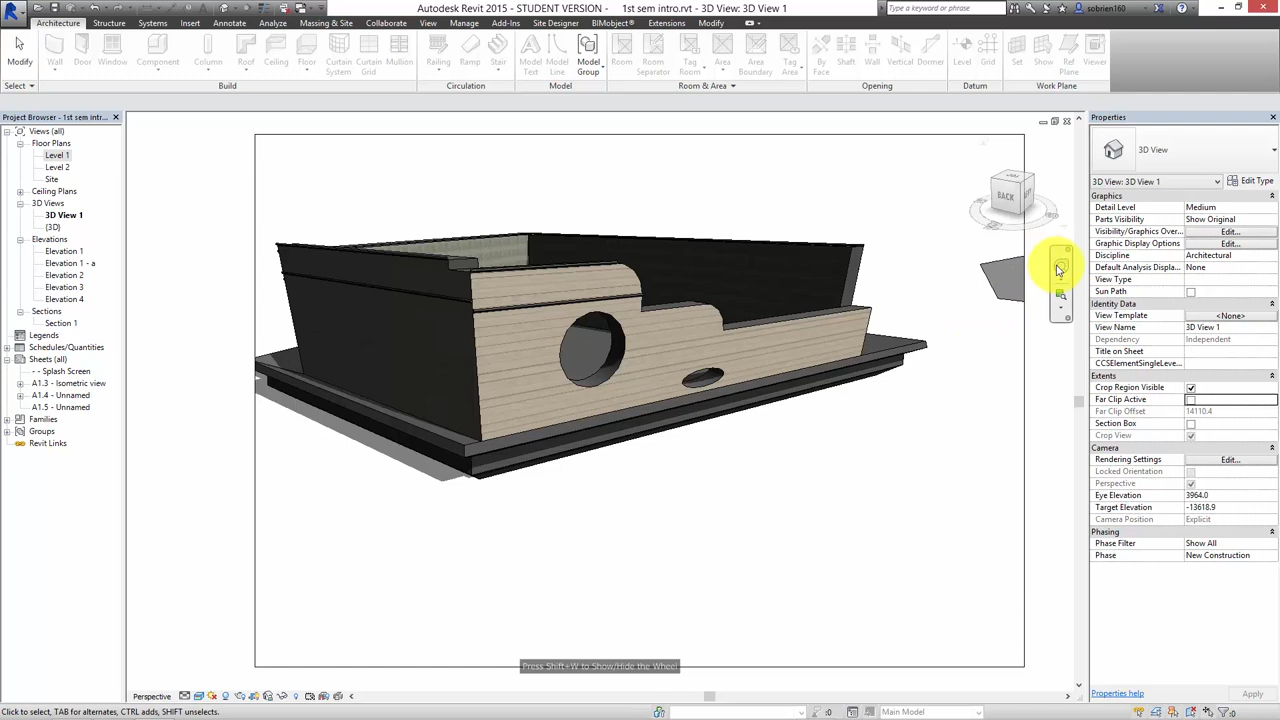 Autodesk Revit 2015 - STUDENT VERSION - 1st sem intro.rvt - 3D View: 3D View 1
Type a keyword or phrase
sobrien160
Architecture Structure Systems Insert Annotate Analyze Massing & Site Collaborate View Manage Add-Ins Site Designer BIMobject® Extensions Modify
Modify Wall Door Window Component Column Roof Ceiling Floor Curtain System Curtain Grid Mullion Railing Ramp Stair Model Text Model Line Model Group Room Room Separator Tag Room Area Area Boundary Tag Area By Face Shaft Wall Vertical Dormer Level Grid Set Show Ref Plane Viewer
Select Build Circulation Model Room & Area Opening Datum Work Plane
Project Browser - 1st sem intro...
Views (all)
Floor Plans
Level 1
Level 2
Site
Ceiling Plans
3D Views
3D View 1
{3D}
Elevations
Elevation 1
Elevation 1 - a
Elevation 2
Elevation 3
Elevation 4
Sections
Section 1
Legends
Schedules/Quantities
Sheets (all)
- - Splash Screen
A1.3 - Isometric view
A1.4 - Unnamed
A1.5 - Unnamed
Families
Groups
Revit Links
BACK
Press Shift+W to Show/Hide the Wheel
Properties
3D View
3D View: 3D View 1 Edit Type
Graphics
Detail Level Medium
Parts Visibility Show Original
Visibility/Graphics Over... Edit...
Graphic Display Options Edit...
Discipline Architectural
Default Analysis Displa... None
View Type
Sun Path
Identity Data
View Template <None>
View Name 3D View 1
Dependency Independent
Title on Sheet
CCSElementSingleLeve...
Extents
Crop Region Visible
Far Clip Active
Far Clip Offset 14110.4
Section Box
Crop View
Camera
Rendering Settings Edit...
Locked Orientation
Perspective
Eye Elevation 3964.0
Target Elevation -13618.9
Camera Position Explicit
Phasing
Phase Filter Show All
Phase New Construction
Properties help Apply
Perspective
Click to select, TAB for alternates, CTRL adds, SHIFT unselects. :0 Main Model :0